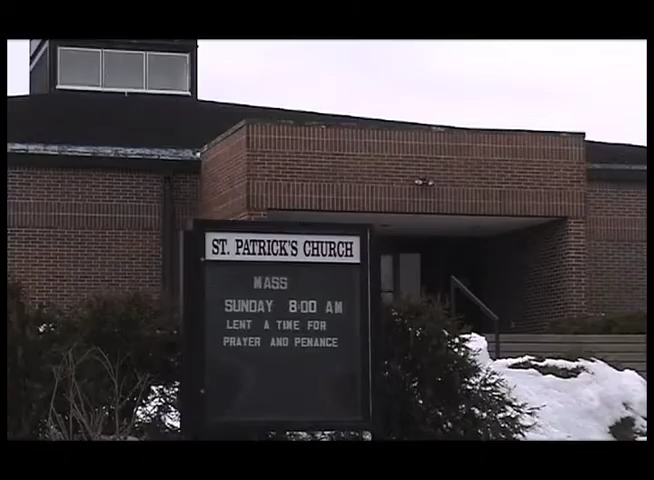 ST. PATRICK'S CHURCH
MASS
SUNDAY 8:00 AM
LENT A TIME FOR
PRAYER AND PENANCE